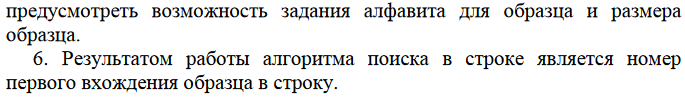 предусмотреть возможность задания алфавита для образца и размера
образца.
6. Результатом работы алгоритма поиска в строке является номер
первого вхождения образца в строку.